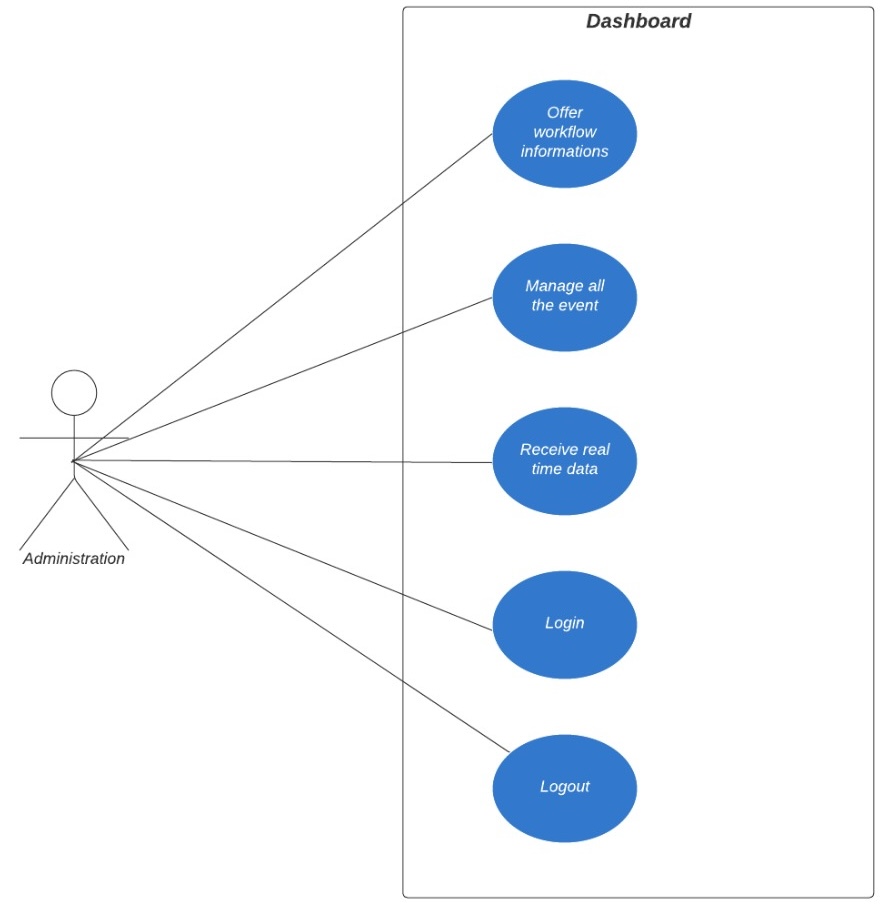 Dashboard
Offer
workflow
informations
Manage all
the event
Receive real
time data
Administration
Login
Logout